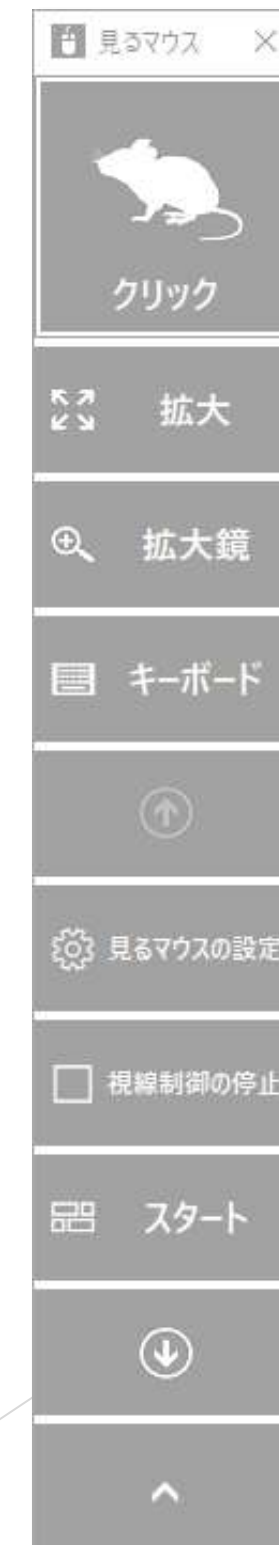 見るマウス
クリック
拡大
拡大鏡
キーボード
見るマウスの設定
視線制御の停止
スタート